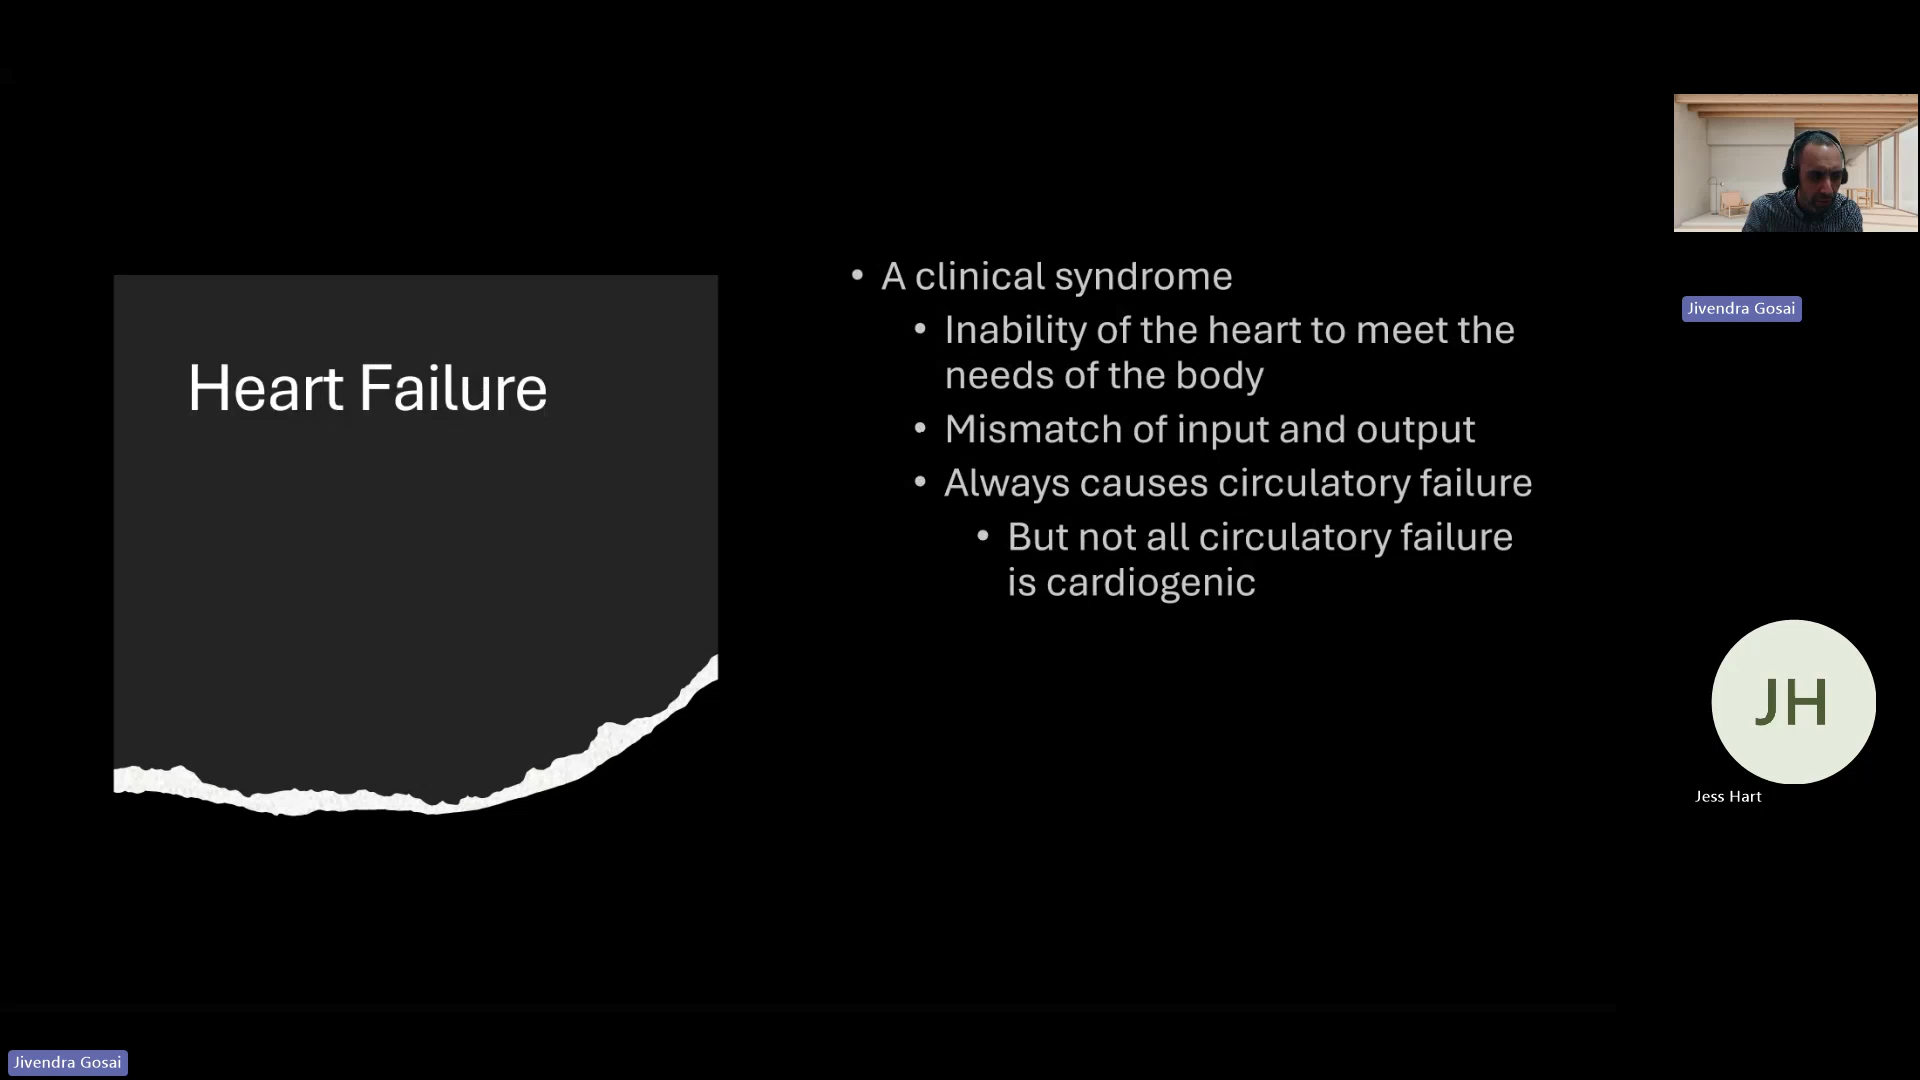 Heart Failure
• A clinical syndrome
• Inability of the heart to meet the
needs of the body
• Mismatch of input and output
• Always causes circulatory failure
• But not all circulatory failure
is cardiogenic
Jivendra Gosai
JH
Jess Hart
Jivendra Gosai